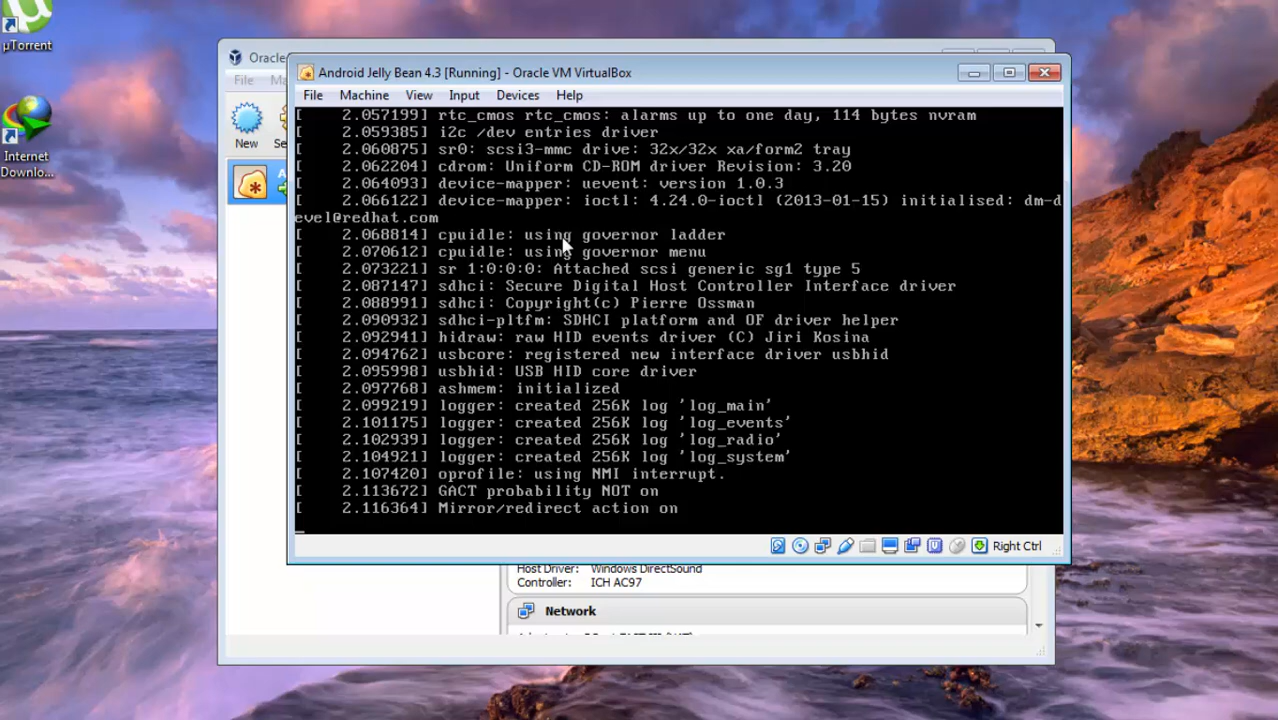 µTorrent
Internet
Downlo...
Oracle
File Ma
New Se
A
Android Jelly Bean 4.3 [Running] - Oracle VM VirtualBox
File Machine View Input Devices Help
[ 2.057199] rtc_cmos rtc_cmos: alarms up to one day, 114 bytes nvram
[ 2.059385] i2c /dev entries driver
[ 2.060875] sr0: scsi3-mmc drive: 32x/32x xa/form2 tray
[ 2.062204] cdrom: Uniform CD-ROM driver Revision: 3.20
[ 2.064093] device-mapper: uevent: version 1.0.3
[ 2.066122] device-mapper: ioctl: 4.24.0-ioctl (2013-01-15) initialised: dm-d
evel@redhat.com
[ 2.068814] cpuidle: using governor ladder
[ 2.070612] cpuidle: using governor menu
[ 2.073221] sr 1:0:0:0: Attached scsi generic sg1 type 5
[ 2.087147] sdhci: Secure Digital Host Controller Interface driver
[ 2.088991] sdhci: Copyright(c) Pierre Ossman
[ 2.090932] sdhci-pltfm: SDHCI platform and OF driver helper
[ 2.092941] hidraw: raw HID events driver (C) Jiri Kosina
[ 2.094762] usbcore: registered new interface driver usbhid
[ 2.095998] usbhid: USB HID core driver
[ 2.097768] ashmem: initialized
[ 2.099219] logger: created 256K log 'log_main'
[ 2.101175] logger: created 256K log 'log_events'
[ 2.102939] logger: created 256K log 'log_radio'
[ 2.104921] logger: created 256K log 'log_system'
[ 2.107420] oprofile: using NMI interrupt.
[ 2.113672] GACT probability NOT on
[ 2.116364] Mirror/redirect action on
Right Ctrl
Host Driver: Windows DirectSound
Controller: ICH AC97
Network